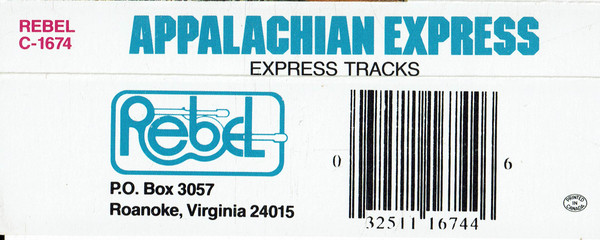 REBEL
C-1674
APPALACHIAN EXPRESS
EXPRESS TRACKS
Rebel
P.O. Box 3057
Roanoke, Virginia 24015
0 32511 16744 6
PRINTED IN CANADA